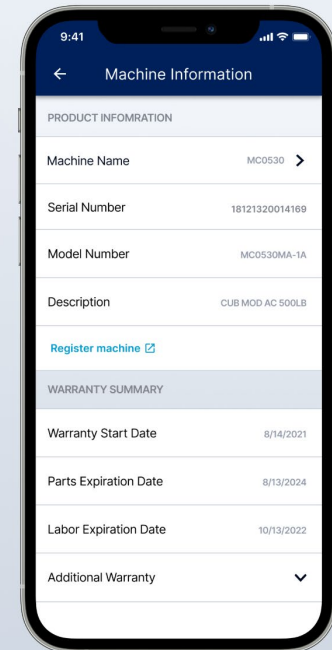 9:41
Machine Information
PRODUCT INFOMRATION
Machine Name MC0530
Serial Number 18121320014169
Model Number MC0530MA-1A
Description CUB MOD AC 500LB
Register machine
WARRANTY SUMMARY
Warranty Start Date 8/14/2021
Parts Expiration Date 8/13/2024
Labor Expiration Date 10/13/2022
Additional Warranty